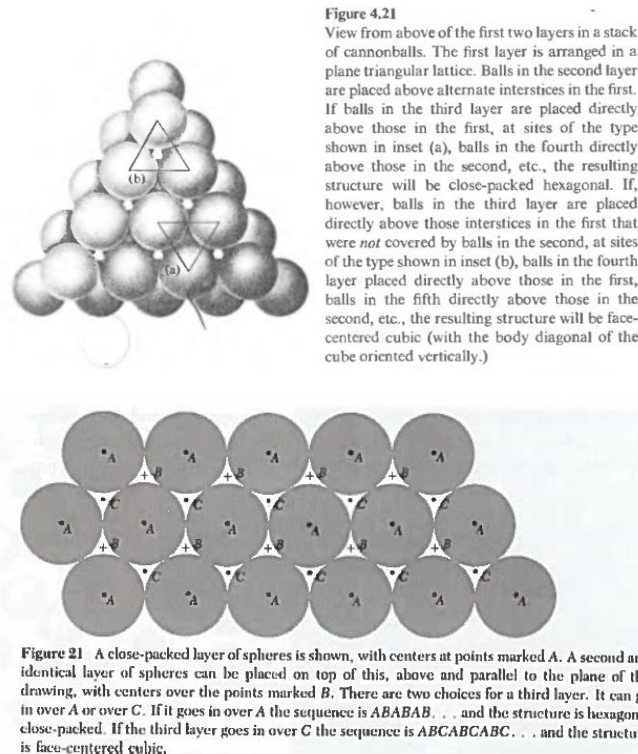 Figure 4.21
View from above of the first two layers in a stack
of cannonballs. The first layer is arranged in a
plane triangular lattice. Balls in the second layer
are placed above alternate interstices in the first.
If balls in the third layer are placed directly
above those in the first, at sites of the type
shown in inset (a), balls in the fourth directly
above those in the second, etc., the resulting
structure will be close-packed hexagonal. If,
however, balls in the third layer are placed
directly above those interstices in the first that
were not covered by balls in the second, at sites
of the type shown in inset (b), balls in the fourth
layer placed directly above those in the first,
balls in the fifth directly above those in the
second, etc., the resulting structure will be face-
centered cubic (with the body diagonal of the
cube oriented vertically.)
(b)
(a)
A A A A A
B B B B
C C C C C
A A A A A A
B B B B B
C C C C C
A A A A A A
Figure 21 A close-packed layer of spheres is shown, with centers at points marked A. A second an
identical layer of spheres can be placed on top of this, above and parallel to the plane of th
drawing, with centers over the points marked B. There are two choices for a third layer. It can g
in over A or over C. If it goes in over A the sequence is ABABAB. . . and the structure is hexagon
close-packed. If the third layer goes in over C the sequence is ABCABCABC. . . and the structu
is face-centered cubic.